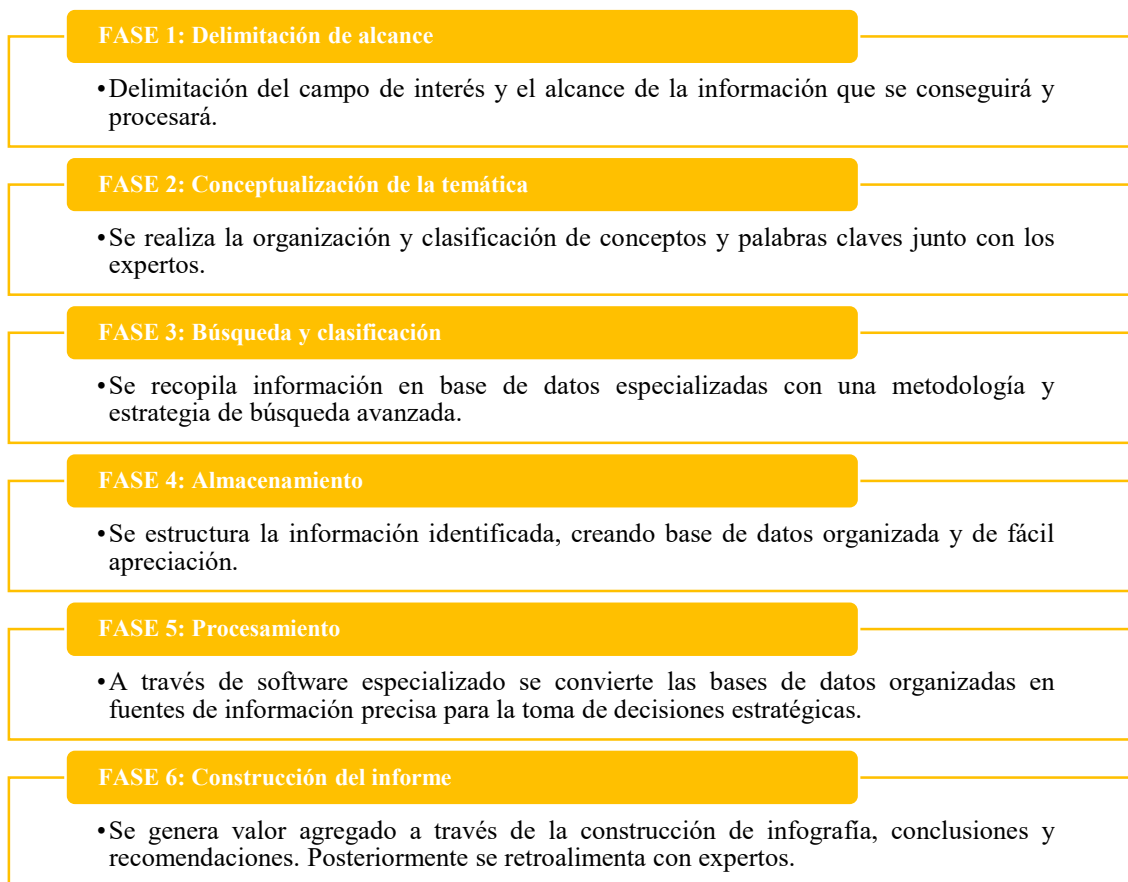 FASE 1: Delimitación de alcance
•Delimitación del campo de interés y el alcance de la información que se conseguirá y
procesará.
FASE 2: Conceptualización de la temática
•Se realiza la organización y clasificación de conceptos y palabras claves junto con los
expertos.
FASE 3: Búsqueda y clasificación
•Se recopila información en base de datos especializadas con una metodología y
estrategia de búsqueda avanzada.
FASE 4: Almacenamiento
•Se estructura la información identificada, creando base de datos organizada y de fácil
apreciación.
FASE 5: Procesamiento
•A través de software especializado se convierte las bases de datos organizadas en
fuentes de información precisa para la toma de decisiones estratégicas.
FASE 6: Construcción del informe
•Se genera valor agregado a través de la construcción de infografía, conclusiones y
recomendaciones. Posteriormente se retroalimenta con expertos.